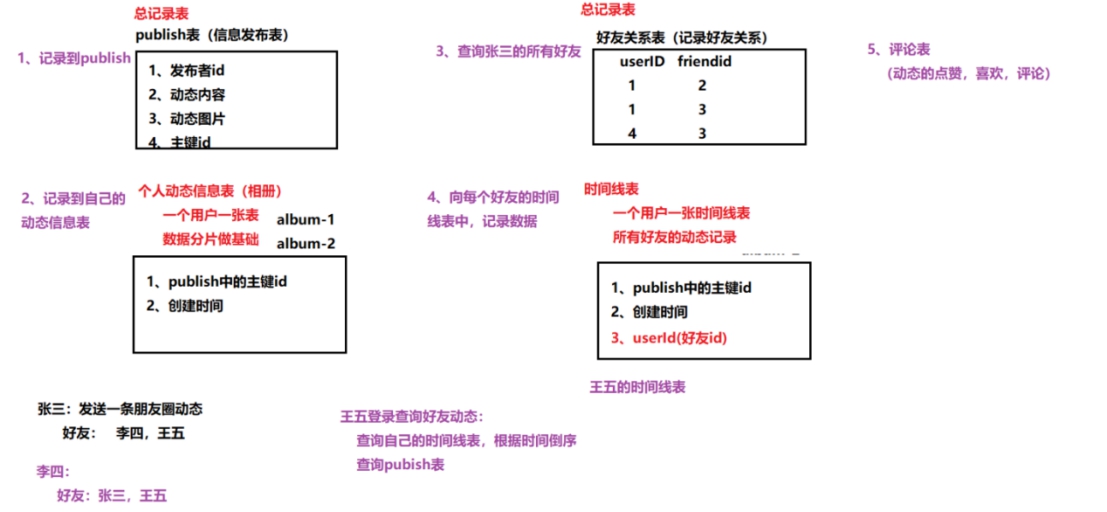 总记录表
publish表（信息发布表）
1、记录到publish
1、发布者id
2、动态内容
3、动态图片
4、主键id
总记录表
好友关系表（记录好友关系）
3、查询张三的所有好友
userID friendid
1 2
1 3
4 3
5、评论表
（动态的点赞，喜欢，评论）
2、记录到自己的
动态信息表
个人动态信息表（相册）
一个用户一张表 album-1
数据分片做基础 album-2
1、publish中的主键id
2、创建时间
4、向每个好友的时间
线表中，记录数据
时间线表
一个用户一张时间线表
所有好友的动态记录
1、publish中的主键id
2、创建时间
3、userId(好友id)
王五的时间线表
张三：发送一条朋友圈动态
好友： 李四，王五
李四：
好友：张三，王五
王五登录查询好友动态：
查询自己的时间线表，根据时间倒序
查询pubish表